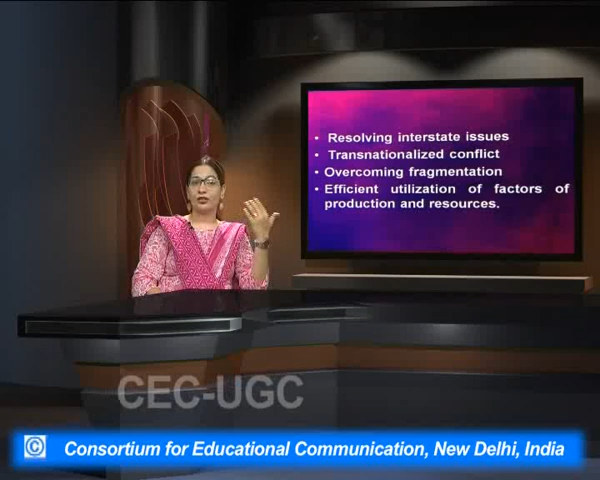 • Resolving interstate issues
• Transnationalized conflict
• Overcoming fragmentation
• Efficient utilization of factors of
production and resources.
CEC-UGC
© Consortium for Educational Communication, New Delhi, India